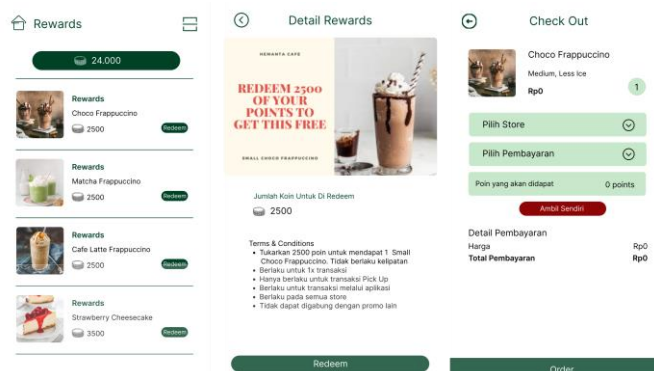 Rewards
24.000
Rewards
Choco Frappuccino
2500
Redeem
Rewards
Matcha Frappuccino
2500
Redeem
Rewards
Cafe Latte Frappuccino
2500
Redeem
Rewards
Strawberry Cheesecake
3500
Redeem
Detail Rewards
HEMANTA CAFE
REDEEM 2500
OF YOUR
POINTS TO
GET THIS FREE
SMALL CHOCO FRAPPUCCINO
Jumlah Koin Untuk Di Redeem
2500
Terms & Conditions
• Tukarkan 2500 poin untuk mendapat 1 Small
Choco Frappuccino. Tidak berlaku kelipatan
• Berlaku untuk 1x transaksi
• Hanya berlaku untuk transaksi Pick Up
• Berlaku untuk transaksi melalui aplikasi
• Berlaku pada semua store
• Tidak dapat digabung dengan promo lain
Redeem
Check Out
Choco Frappuccino
Medium, Less Ice
Rp0
1
Pilih Store
Pilih Pembayaran
Poin yang akan didapat 0 points
Ambil Sendiri
Detail Pembayaran
Harga Rp0
Total Pembayaran Rp0
Order